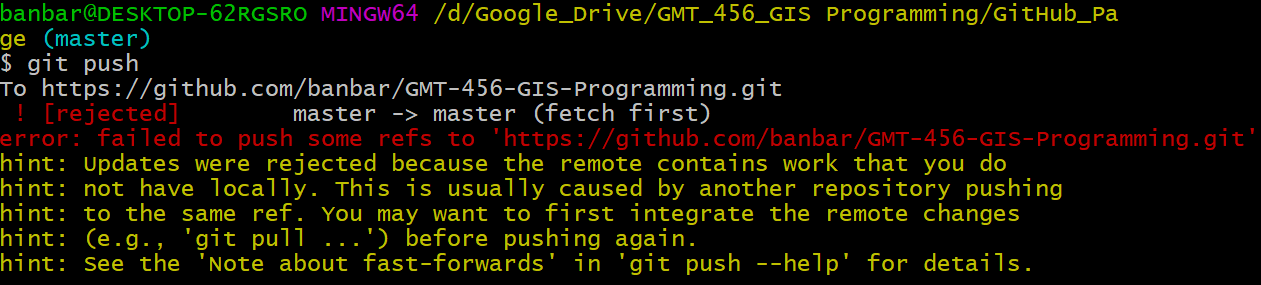 banbar@DESKTOP-62RGSRO MINGW64 /d/Google_Drive/GMT_456_GIS Programming/GitHub_Pa
ge (master)
$ git push
To https://github.com/banbar/GMT-456-GIS-Programming.git
 ! [rejected]        master -> master (fetch first)
error: failed to push some refs to 'https://github.com/banbar/GMT-456-GIS-Programming.git'
hint: Updates were rejected because the remote contains work that you do
hint: not have locally. This is usually caused by another repository pushing
hint: to the same ref. You may want to first integrate the remote changes
hint: (e.g., 'git pull ...') before pushing again.
hint: See the 'Note about fast-forwards' in 'git push --help' for details.